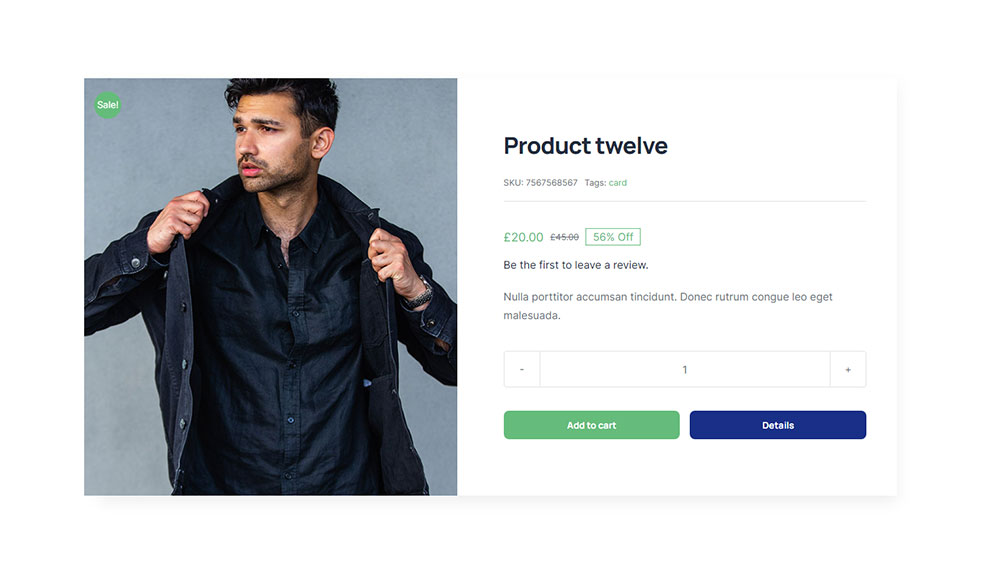 Sale!
Product twelve
SKU: 7567568567 Tags: card
£20.00 £45.00 56% Off
Be the first to leave a review.
Nulla porttitor accumsan tincidunt. Donec rutrum congue leo eget
malesuada.
- 1 +
Add to cart Details